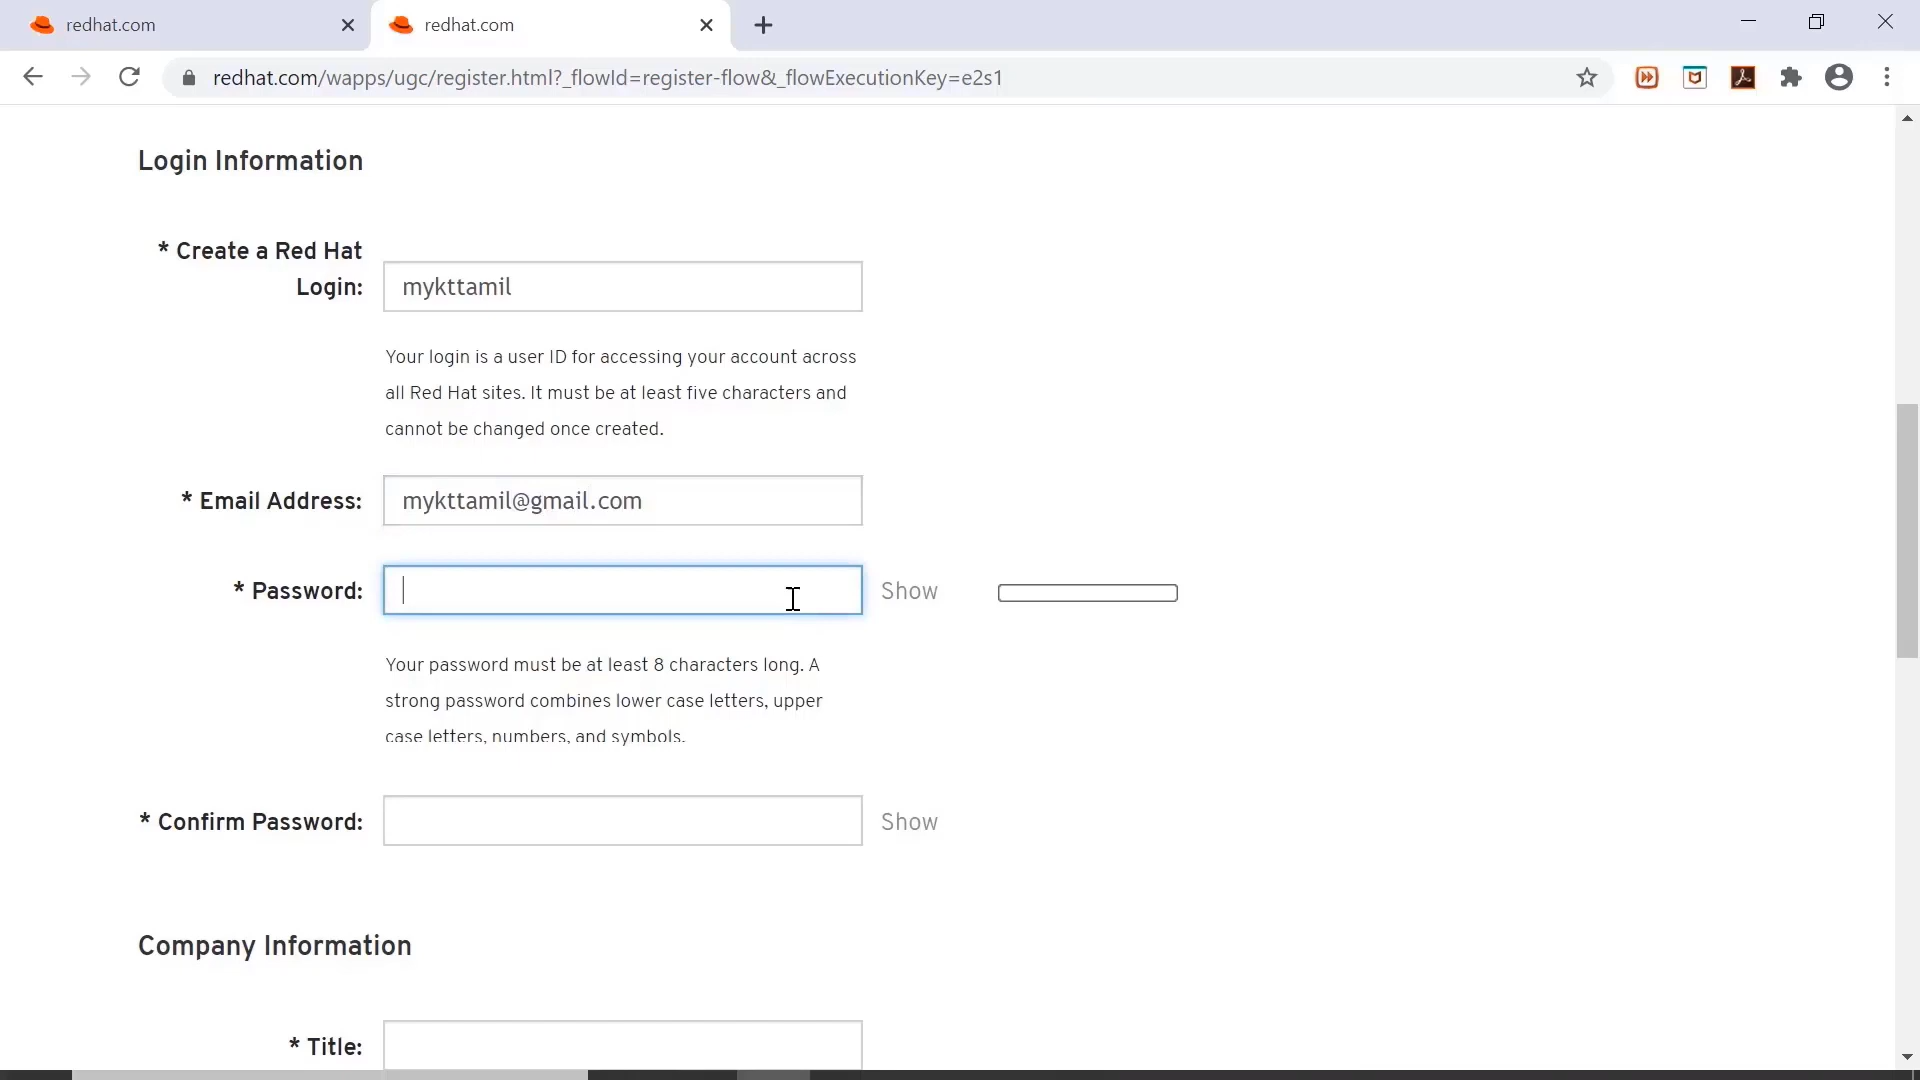 redhat.com
redhat.com
redhat.com/wapps/ugc/register.html?_flowId=register-flow&_flowExecutionKey=e2s1
Login Information
* Create a Red Hat
Login:
mykttamil
Your login is a user ID for accessing your account across
all Red Hat sites. It must be at least five characters and
cannot be changed once created.
* Email Address:
mykttamil@gmail.com
* Password:
Show
Your password must be at least 8 characters long. A
strong password combines lower case letters, upper
case letters, numbers, and symbols.
* Confirm Password:
Show
Company Information
* Title: